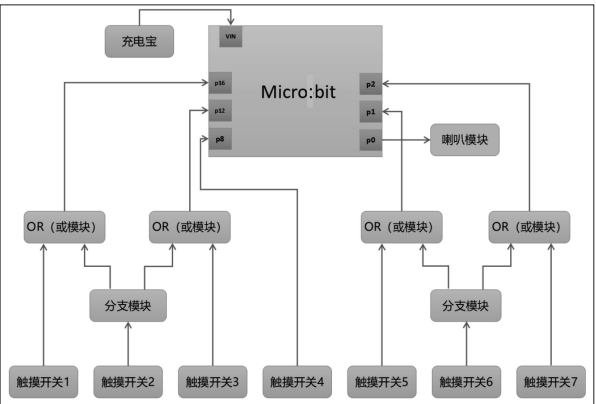 充电宝
VIN
Micro:bit
p16
p12
p8
p2
p1
p0
喇叭模块
OR（或模块）
OR（或模块）
OR（或模块）
OR（或模块）
分支模块
分支模块
触摸开关1
触摸开关2
触摸开关3
触摸开关4
触摸开关5
触摸开关6
触摸开关7